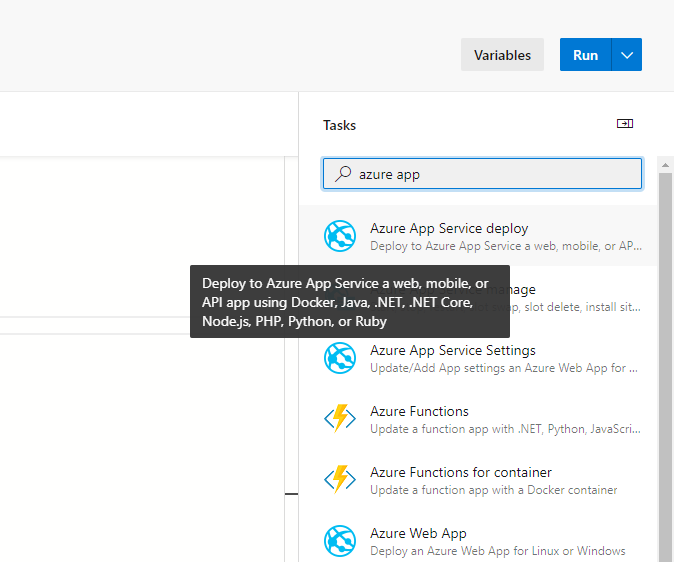 Variables
Run
Tasks
azure app
Azure App Service deploy
Deploy to Azure App Service a web, mobile, or AP...
Deploy to Azure App Service a web, mobile, or
API app using Docker, Java, .NET, .NET Core,
Node.js, PHP, Python, or Ruby
manage
slot delete, install sit...
Azure App Service Settings
Update/Add App settings an Azure Web App for ...
Azure Functions
Update a function app with .NET, Python, JavaScri...
Azure Functions for container
Update a function app with a Docker container
Azure Web App
Deploy an Azure Web App for Linux or Windows